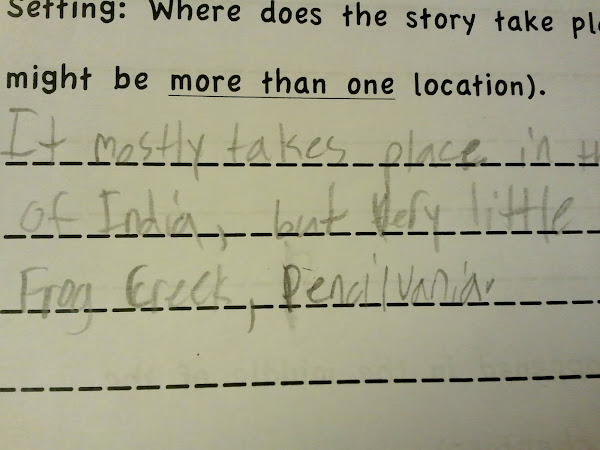 Setting: Where does the story take pla
might be more than one location).
It mostly takes place in th
of India, but Very little
Frog Creek, Pencilvania.